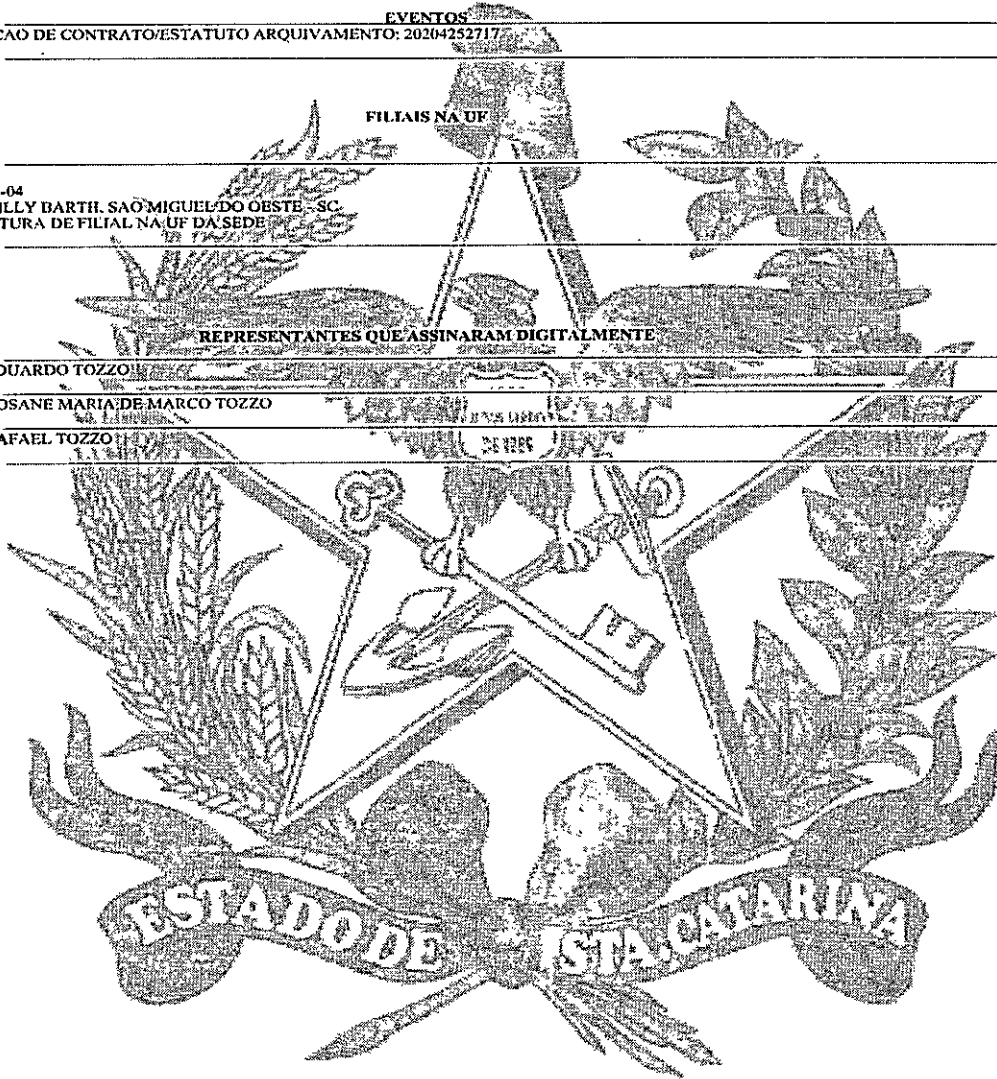 EVENTOS
CAO DE CONTRATO/ESTATUTO ARQUIVAMENTO: 20204252717
FILIAIS NA UF
-04
ILLY BARTH, SAO MIGUEL DO OESTE - SC
TURA DE FILIAL NA UF DA SEDE
REPRESENTANTES QUE ASSINARAM DIGITALMENTE
DUARDO TOZZO
OSANE MARIA DE MARCO TOZZO
AFAEL TOZZO
ESTADO DE STA. CATARINA